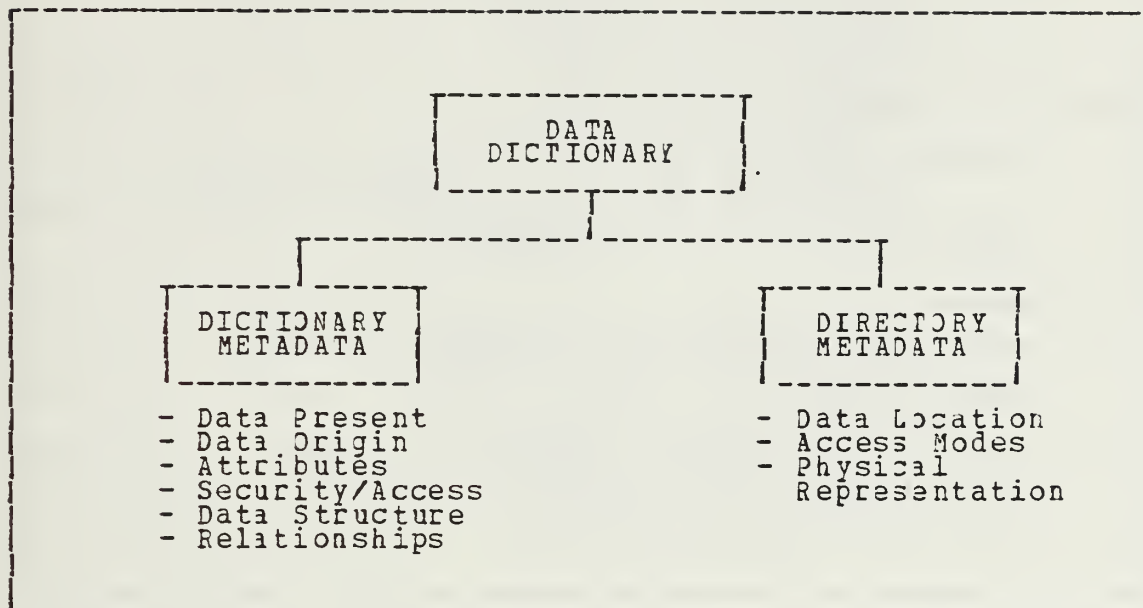 DATA
DICTIONARY
DICTIONARY
METADATA
- Data Present
- Data Origin
- Attributes
- Security/Access
- Data Structure
- Relationships
DIRECTORY
METADATA
- Data Location
- Access Modes
- Physical
Representation